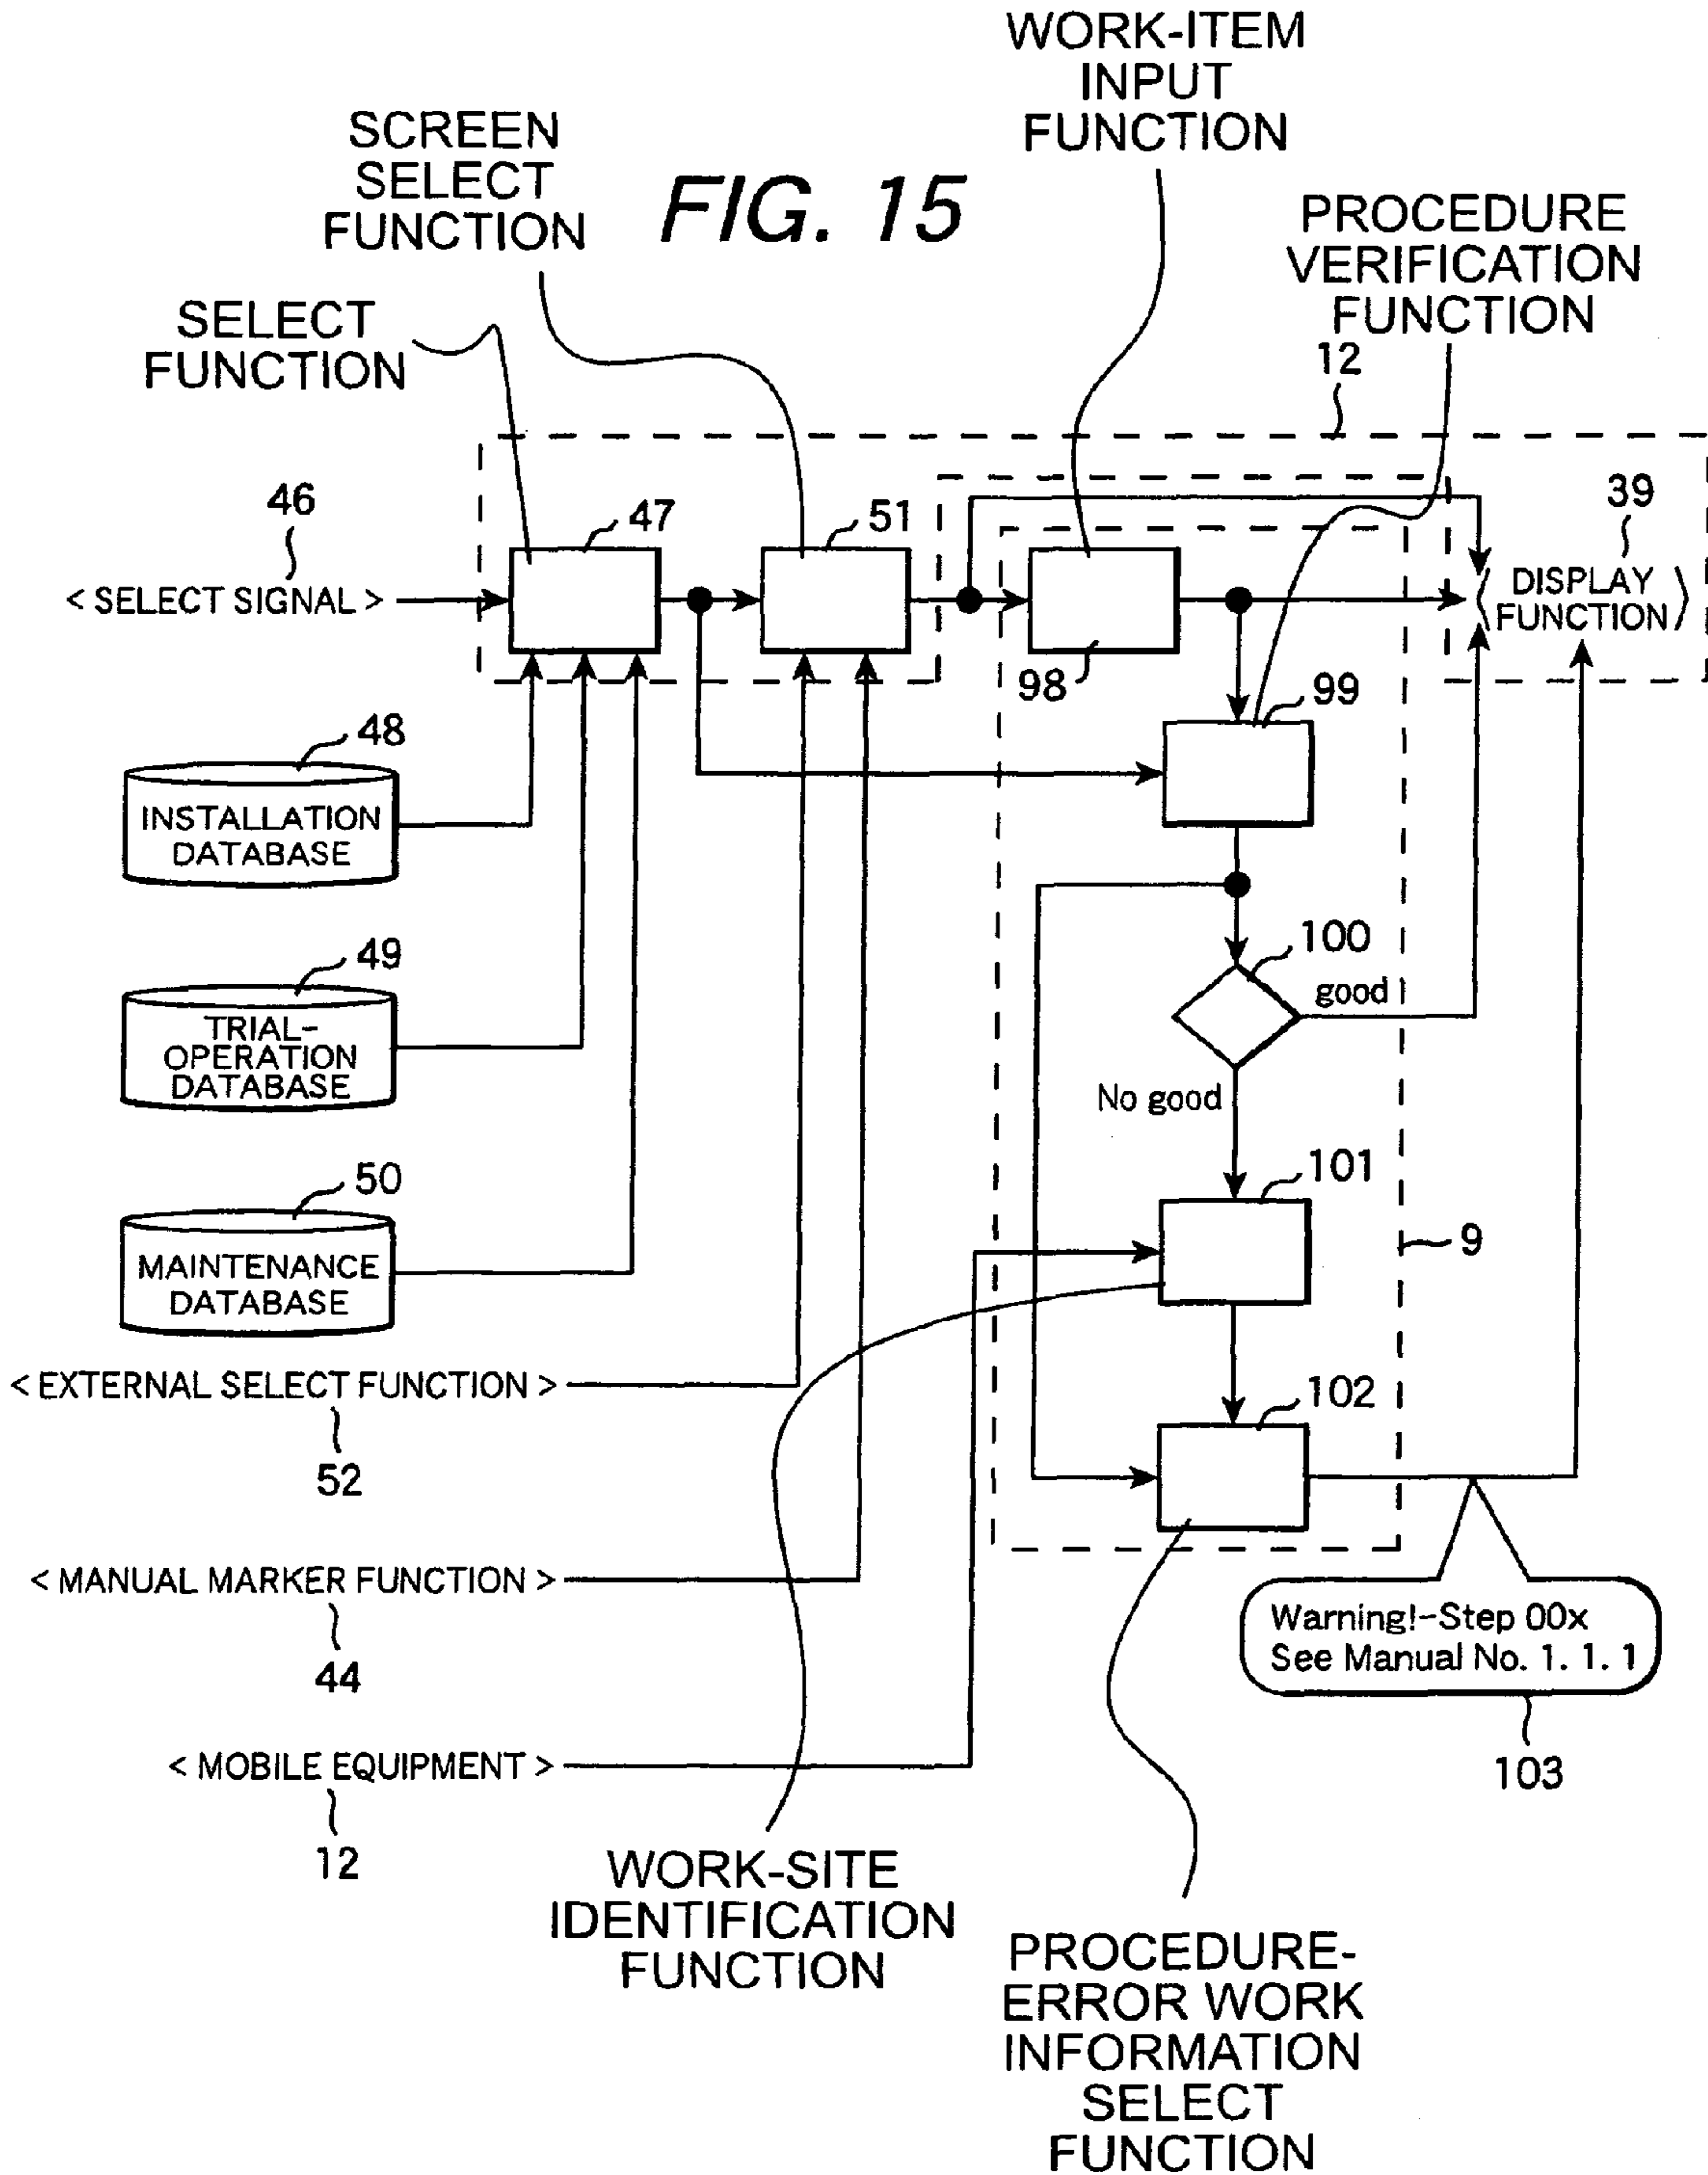 WORK-ITEM
INPUT
FUNCTION
SCREEN
SELECT
FUNCTION
FIG. 15
PROCEDURE
VERIFICATION
FUNCTION
SELECT
FUNCTION
12
46
47
51
39
< SELECT SIGNAL >
DISPLAY
FUNCTION
98
99
48
INSTALLATION
DATABASE
100
good
49
TRIAL-
OPERATION
DATABASE
No good
101
50
9
MAINTENANCE
DATABASE
< EXTERNAL SELECT FUNCTION >
102
52
< MANUAL MARKER FUNCTION >
Warning!-Step 00x
See Manual No. 1. 1. 1
44
< MOBILE EQUIPMENT >
103
12
WORK-SITE
IDENTIFICATION
FUNCTION
PROCEDURE-
ERROR WORK
INFORMATION
SELECT
FUNCTION